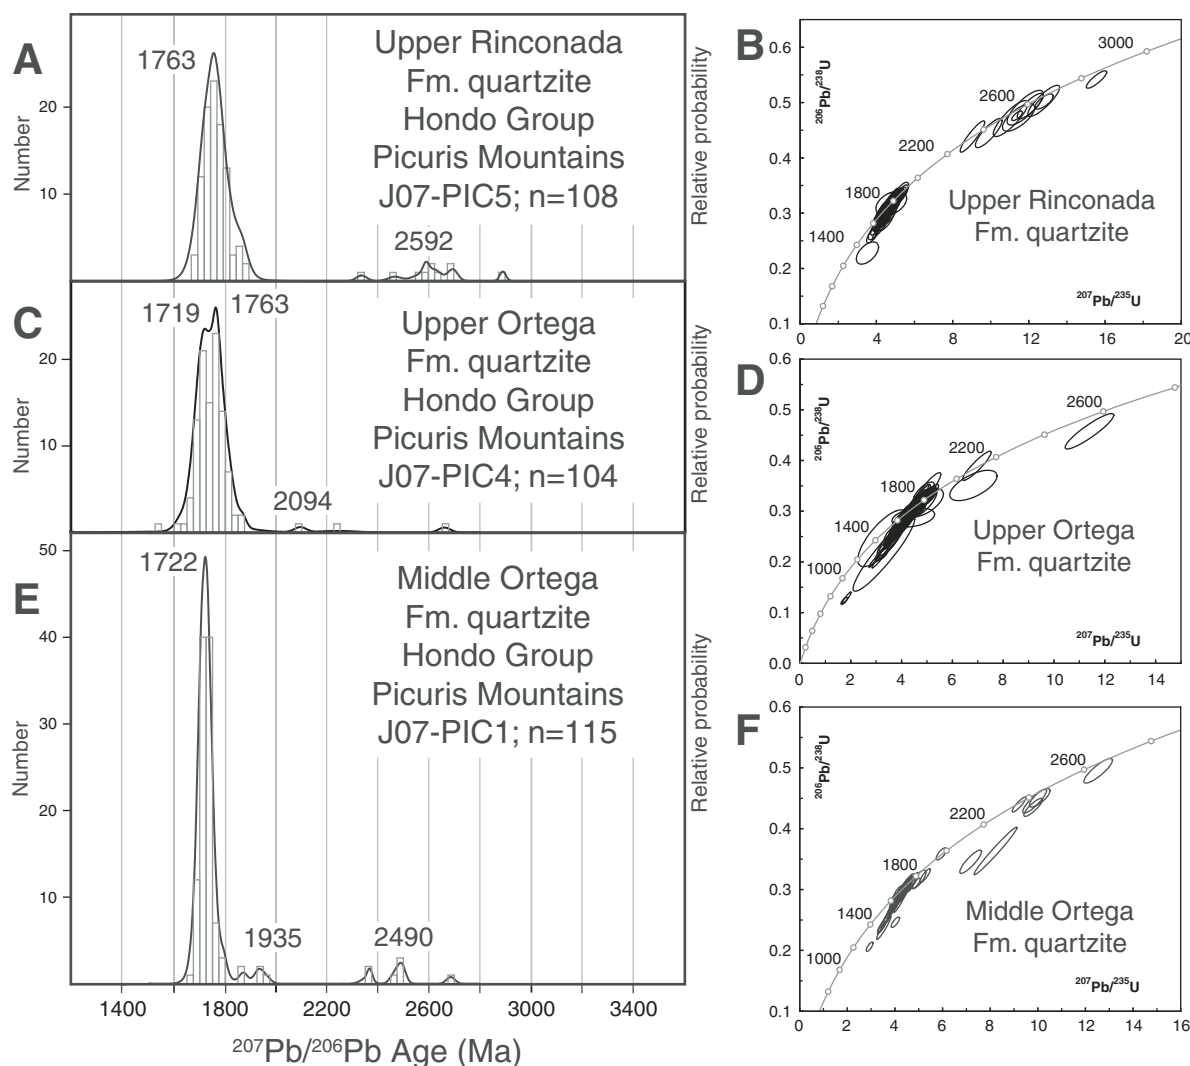 A
1763
Upper Rinconada
Fm. quartzite
Hondo Group
Picuris Mountains
J07-PIC5; n=108
2592
Number
20
10
Relative probability
C
1719
1763
Upper Ortega
Fm. quartzite
Hondo Group
Picuris Mountains
J07-PIC4; n=104
2094
Number
20
10
Relative probability
E
1722
Middle Ortega
Fm. quartzite
Hondo Group
Picuris Mountains
J07-PIC1; n=115
1935
2490
Number
50
40
30
20
10
Relative probability
1400 1800 2200 2600 3000 3400
207Pb/206Pb Age (Ma)
B
206Pb/238U
3000
2600
2200
1800
1400
Upper Rinconada
Fm. quartzite
207Pb/235U
0.6
0.5
0.4
0.3
0.2
0.1
0 4 8 12 16 20
D
206Pb/238U
2600
2200
1800
1400
1000
Upper Ortega
Fm. quartzite
207Pb/235U
0.6
0.5
0.4
0.3
0.2
0.1
0.0
0 2 4 6 8 10 12 14
F
206Pb/238U
2600
2200
1800
1400
1000
Middle Ortega
Fm. quartzite
207Pb/235U
0.6
0.5
0.4
0.3
0.2
0.1
0 2 4 6 8 10 12 14 16